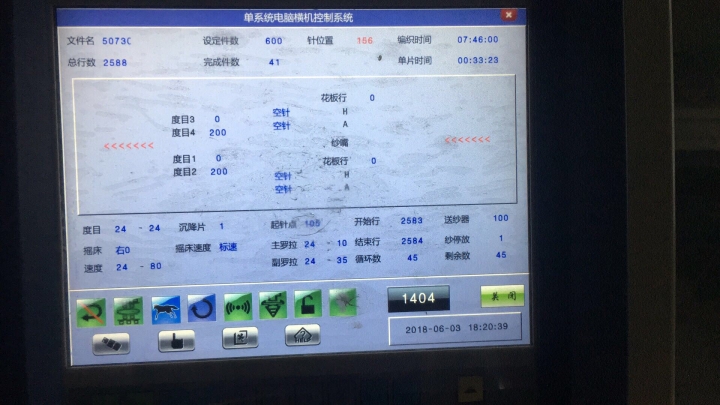 单系统电脑横机控制系统
文件名 5073 设定件数 600 针位置 156 编织时间 07:46:00
总行数 2588 完成件数 41 单片时间 00:33:23
花板行 0
度目3 0 空针 H
度目4 200 空针 A
<<<<<<< 纱嘴 <<<<<<<
度目1 0 花板行 0
度目2 200 空针 H
空针 A
度目 24 - 24 沉降片 1 起针点 105 开始行 2583 送纱器 100
摇床 右0 摇床速度 标速 主罗拉 24 - 10 结束行 2584 纱停放 1
速度 24 - 80 副罗拉 24 - 35 循环数 45 剩余数 45
1404 关闭
HELP 2018-06-03 18:20:39